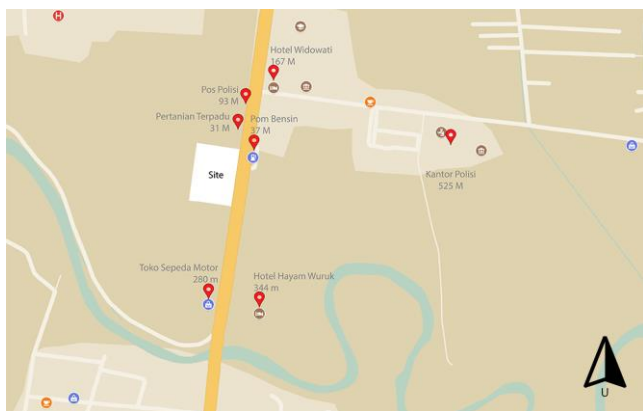 Hotel Widowati
167 M
Pos Polisi
93 M
Pertanian Terpadu
31 M
Pom Bensin
37 M
Site
Kantor Polisi
525 M
Toko Sepeda Motor
280 m
Hotel Hayam Wuruk
344 m
H
U